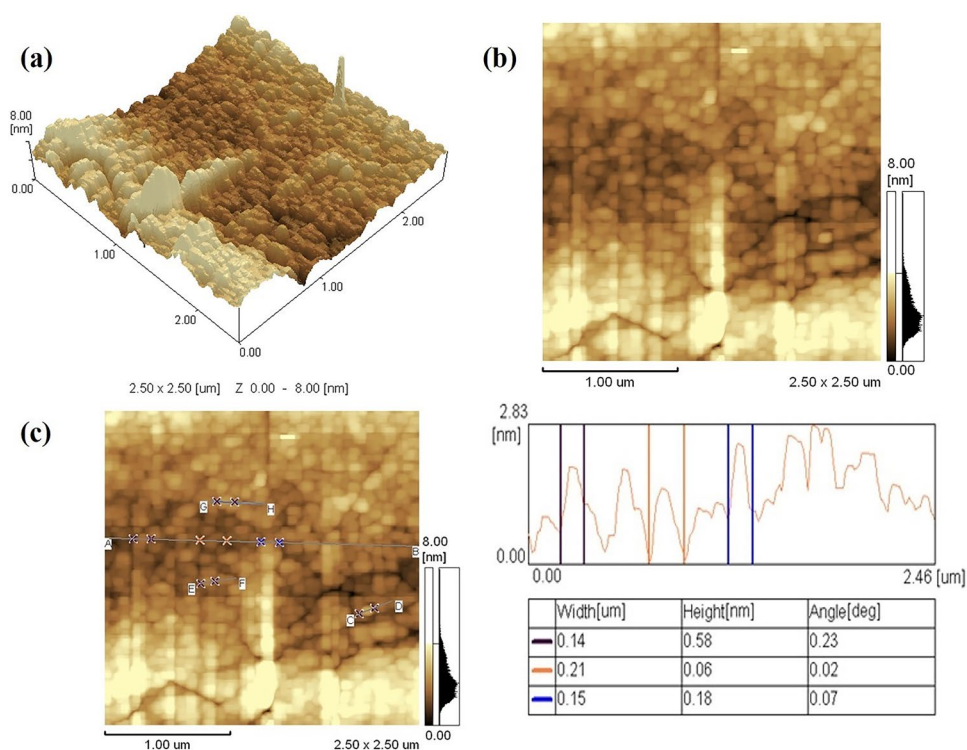 (a)
8.00
[nm]
0.00
1.00
2.00
0.00
1.00
2.00
2.50 x 2.50 [um] Z 0.00 - 8.00 [nm]
(b)
8.00
[nm]
0.00
1.00 um
2.50 x 2.50 um
(c)
G
H
A
B
E
F
C
D
8.00
[nm]
0.00
1.00 um
2.50 x 2.50 um
2.83
[nm]
0.00
0.00
2.46 [um]
Width[um] Height[nm] Angle[deg]
0.14 0.58 0.23
0.21 0.06 0.02
0.15 0.18 0.07